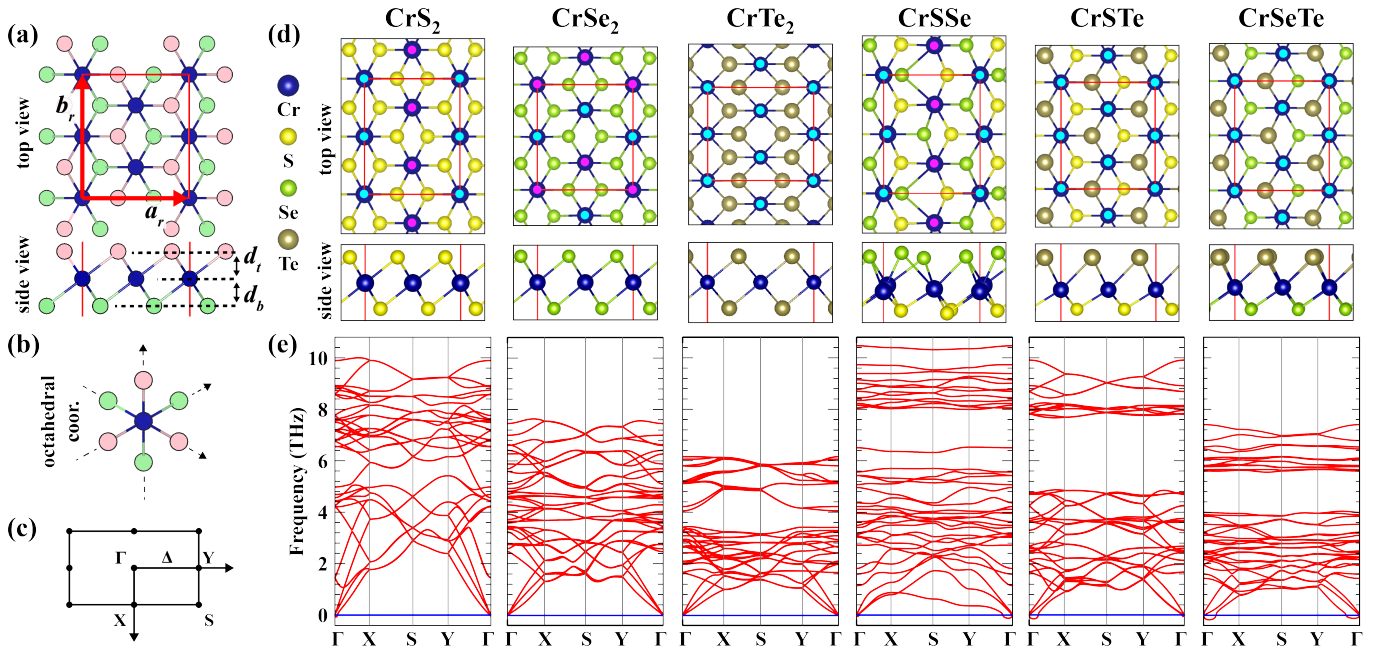 (a)
top view
b_r
a_r
side view
d_t
d_b
Cr
S
Se
Te
(b)
octahedral
coor.
(c)
Γ Δ Y
X S
(d)
CrS₂ CrSe₂ CrTe₂ CrSSe CrSTe CrSeTe
top view
side view
(e)
Frequency (THz)
10
8
6
4
2
0
Γ X S Y Γ Γ X S Y Γ Γ X S Y Γ Γ X S Y Γ Γ X S Y Γ Γ X S Y Γ